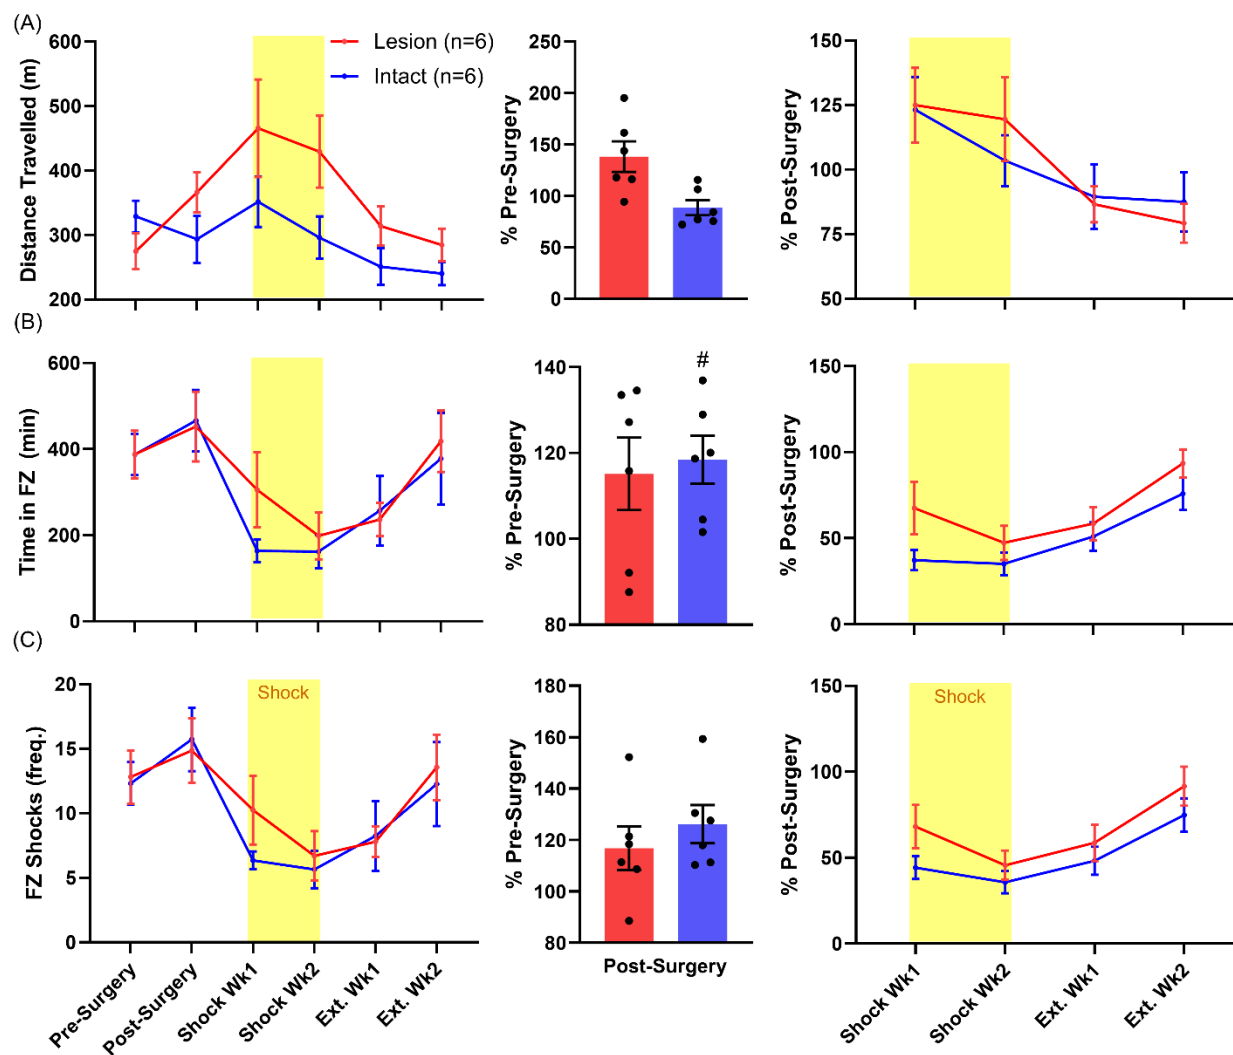 (A)
Distance Travelled (m)
600
500
400
300
200
Lesion (n=6)
Intact (n=6)
% Pre-Surgery
250
200
150
100
50
0
% Post-Surgery
150
125
100
75
50
(B)
Time in FZ (min)
600
400
200
0
% Pre-Surgery
140
120
100
80
#
% Post-Surgery
150
100
50
0
(C)
FZ Shocks (freq.)
20
15
10
5
0
Shock
Pre-Surgery
Post-Surgery
Shock Wk1
Shock Wk2
Ext. Wk1
Ext. Wk2
% Pre-Surgery
180
160
140
120
100
80
Post-Surgery
% Post-Surgery
150
100
50
0
Shock
Shock Wk1
Shock Wk2
Ext. Wk1
Ext. Wk2